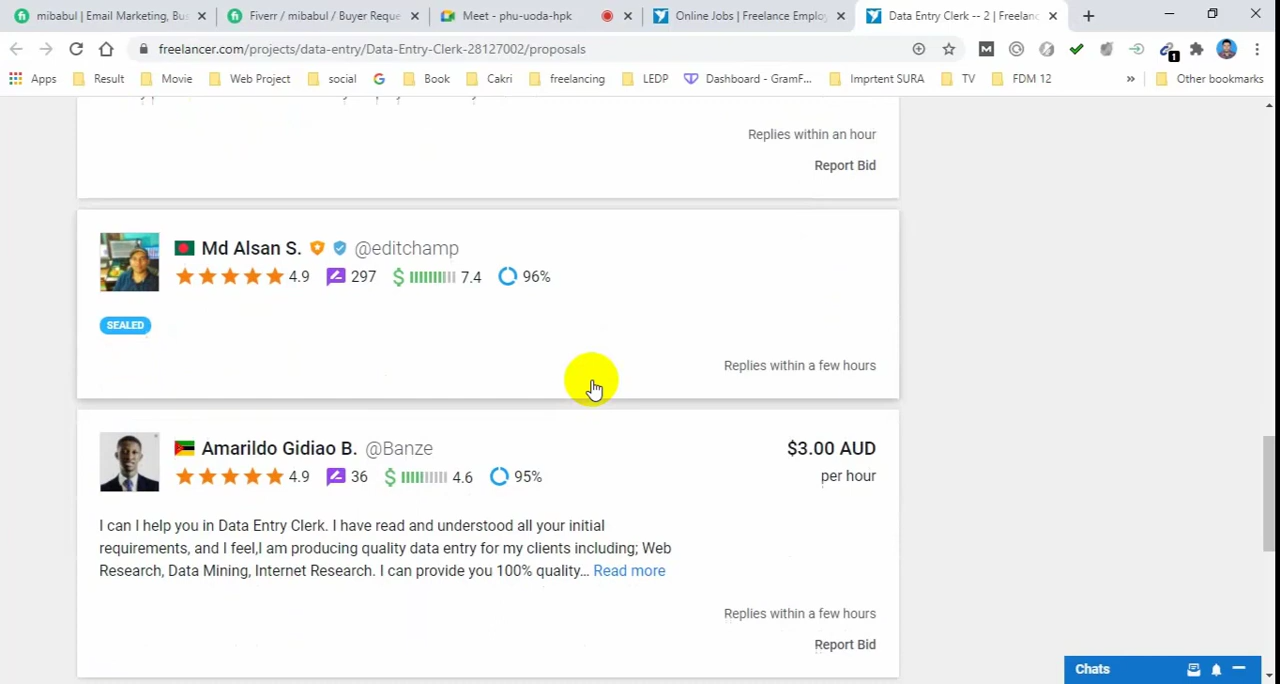 mibabul | Email Marketing, Bus
Fiverr / mibabul / Buyer Reque
Meet - phu-uoda-hpk
Online Jobs | Freelance Employ
Data Entry Clerk -- 2 | Freelanc
freelancer.com/projects/data-entry/Data-Entry-Clerk-28127002/proposals
1
Apps
Result
Movie
Web Project
social
Book
Cakri
freelancing
LEDP
Dashboard - GramF...
Imprtent SURA
TV
FDM 12
»
Other bookmarks
Replies within an hour
Report Bid
Md Alsan S. @editchamp
4.9 297 $ 7.4 96%
SEALED
Replies within a few hours
Amarildo Gidiao B. @Banze
$3.00 AUD
4.9 36 $ 4.6 95%
per hour
I can I help you in Data Entry Clerk. I have read and understood all your initial
requirements, and I feel,I am producing quality data entry for my clients including; Web
Research, Data Mining, Internet Research. I can provide you 100% quality... Read more
Replies within a few hours
Report Bid
Chats